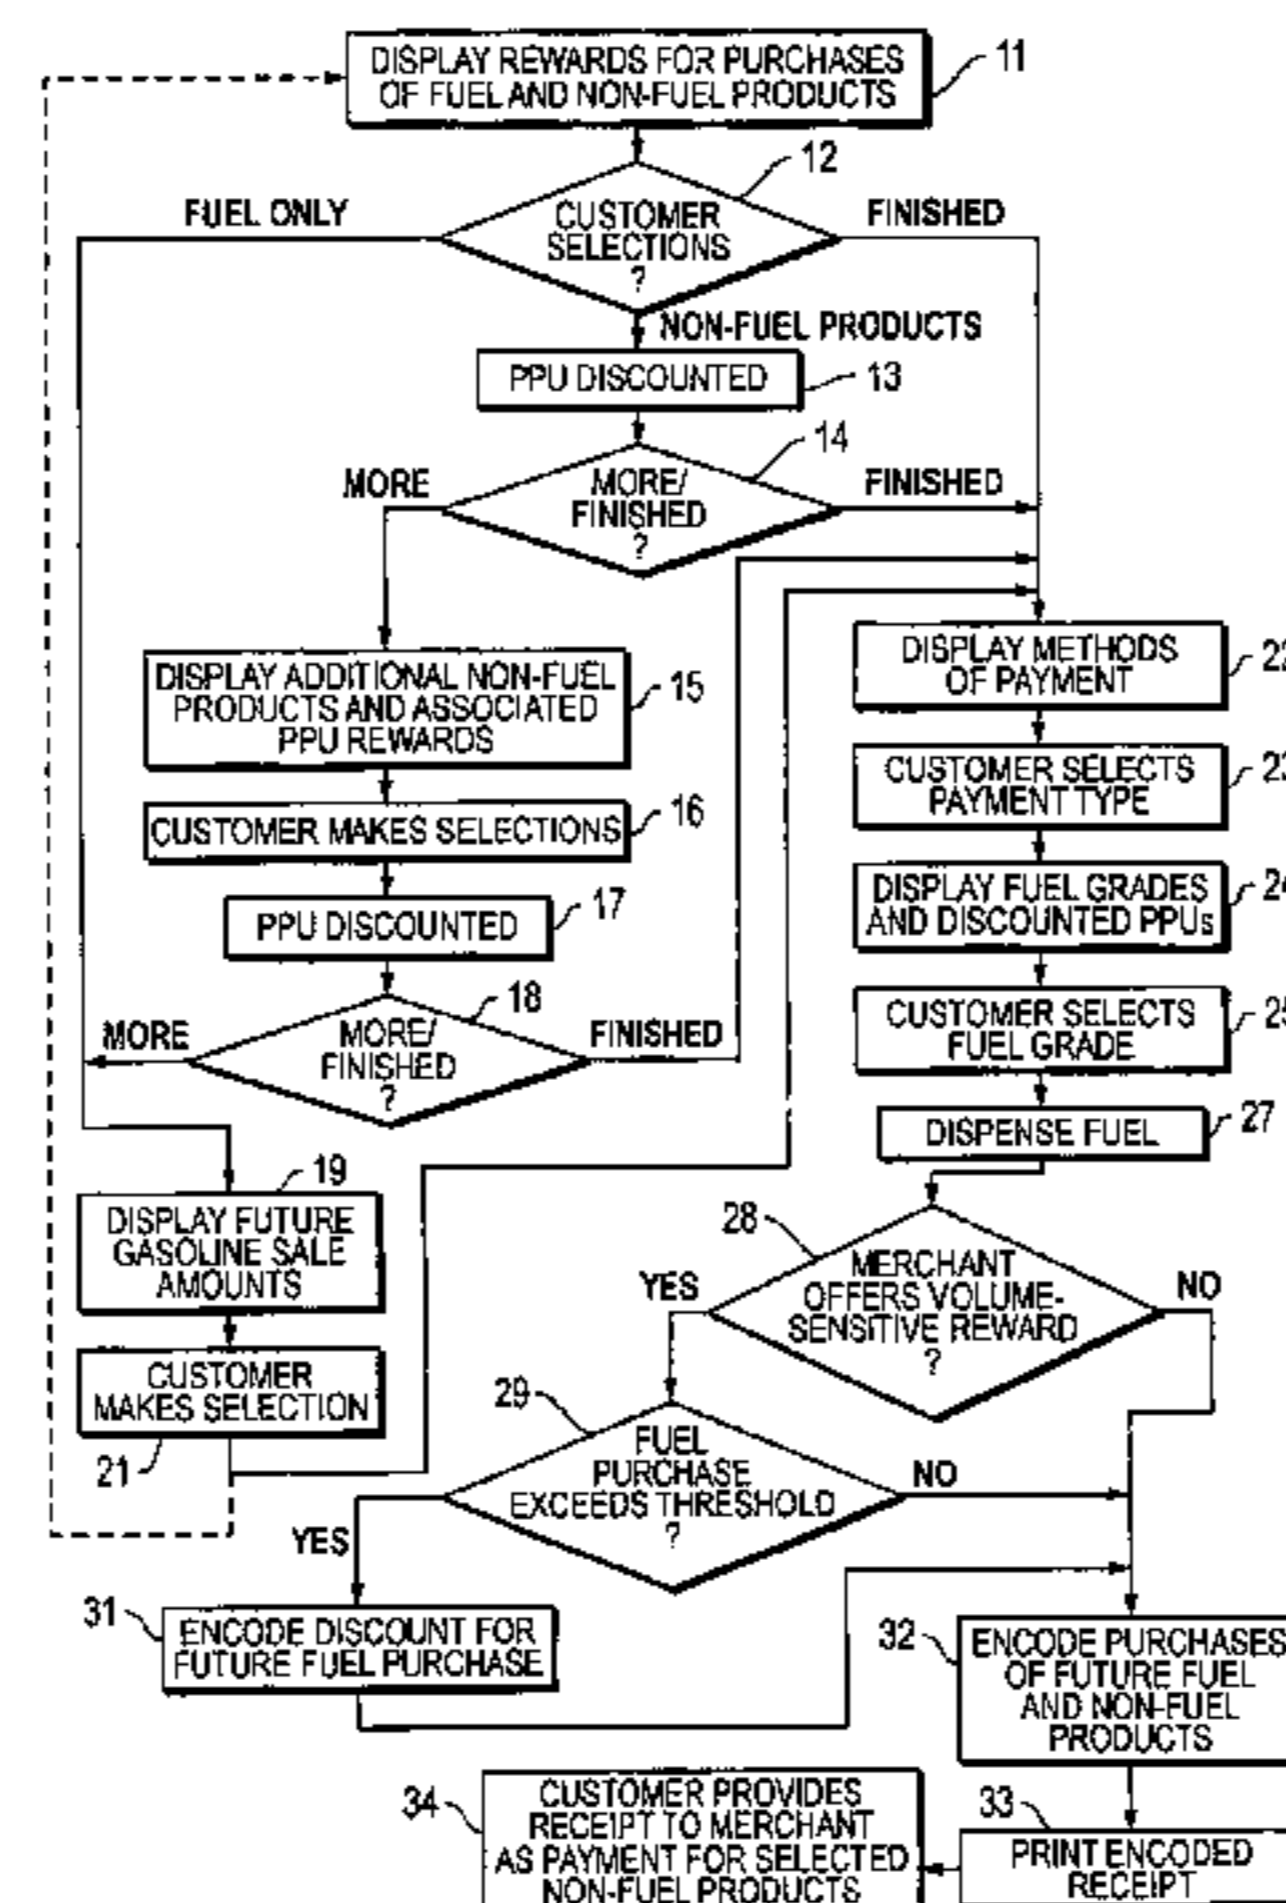 DISPLAY REWARDS FOR PURCHASES
OF FUEL AND NON-FUEL PRODUCTS
11
12
FUEL ONLY
CUSTOMER
SELECTIONS
?
FINISHED
NON-FUEL PRODUCTS
PPU DISCOUNTED
13
14
MORE
MORE/
FINISHED
?
FINISHED
DISPLAY ADDITIONAL NON-FUEL
PRODUCTS AND ASSOCIATED
PPU REWARDS
15
CUSTOMER MAKES SELECTIONS
16
PPU DISCOUNTED
17
18
MORE
MORE/
FINISHED
?
FINISHED
19
DISPLAY FUTURE
GASOLINE SALE
AMOUNTS
CUSTOMER
MAKES SELECTION
21
DISPLAY METHODS
OF PAYMENT
22
CUSTOMER SELECTS
PAYMENT TYPE
23
DISPLAY FUEL GRADES
AND DISCOUNTED PPUs
24
CUSTOMER SELECTS
FUEL GRADE
25
DISPENSE FUEL
27
28
YES
MERCHANT
OFFERS VOLUME-
SENSITIVE REWARD
?
NO
29
YES
FUEL
PURCHASE
EXCEEDS THRESHOLD
?
NO
31
ENCODE DISCOUNT FOR
FUTURE FUEL PURCHASE
32
ENCODE PURCHASES
OF FUTURE FUEL
AND NON-FUEL
PRODUCTS
33
PRINT ENCODED
RECEIPT
34
CUSTOMER PROVIDES
RECEIPT TO MERCHANT
AS PAYMENT FOR SELECTED
NON-FUEL PRODUCTS